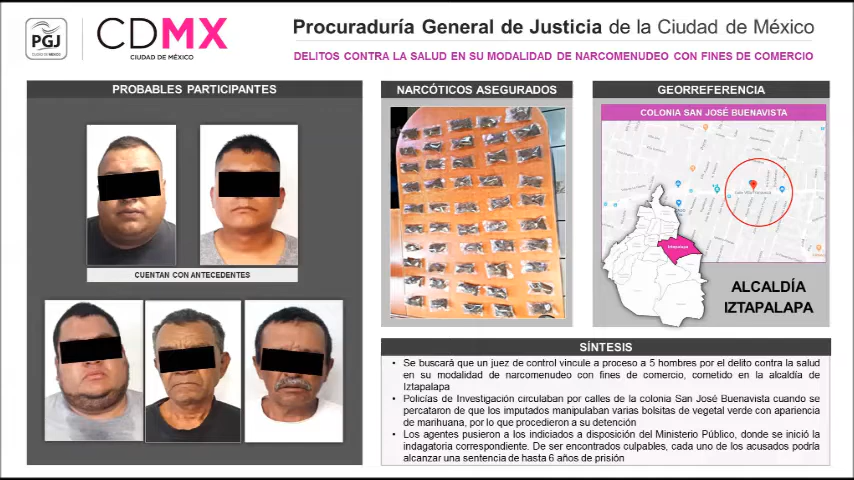 PGJ
CIUDAD DE MÉXICO
CDMX
CIUDAD DE MÉXICO
Procuraduría General de Justicia de la Ciudad de México
DELITOS CONTRA LA SALUD EN SU MODALIDAD DE NARCOMENUDEO CON FINES DE COMERCIO
PROBABLES PARTICIPANTES
CUENTAN CON ANTECEDENTES
NARCÓTICOS ASEGURADOS
GEORREFERENCIA
COLONIA SAN JOSÉ BUENAVISTA
Iztapalapa
ALCALDÍA
IZTAPALAPA
SÍNTESIS
• Se buscará que un juez de control vincule a proceso a 5 hombres por el delito contra la salud
en su modalidad de narcomenudeo con fines de comercio, cometido en la alcaldía de
Iztapalapa
• Policías de Investigación circulaban por calles de la colonia San José Buenavista cuando se
percataron de que los imputados manipulaban varias bolsitas de vegetal verde con apariencia
de marihuana, por lo que procedieron a su detención
• Los agentes pusieron a los indiciados a disposición del Ministerio Público, donde se inició la
indagatoria correspondiente. De ser encontrados culpables, cada uno de los acusados podría
alcanzar una sentencia de hasta 6 años de prisión